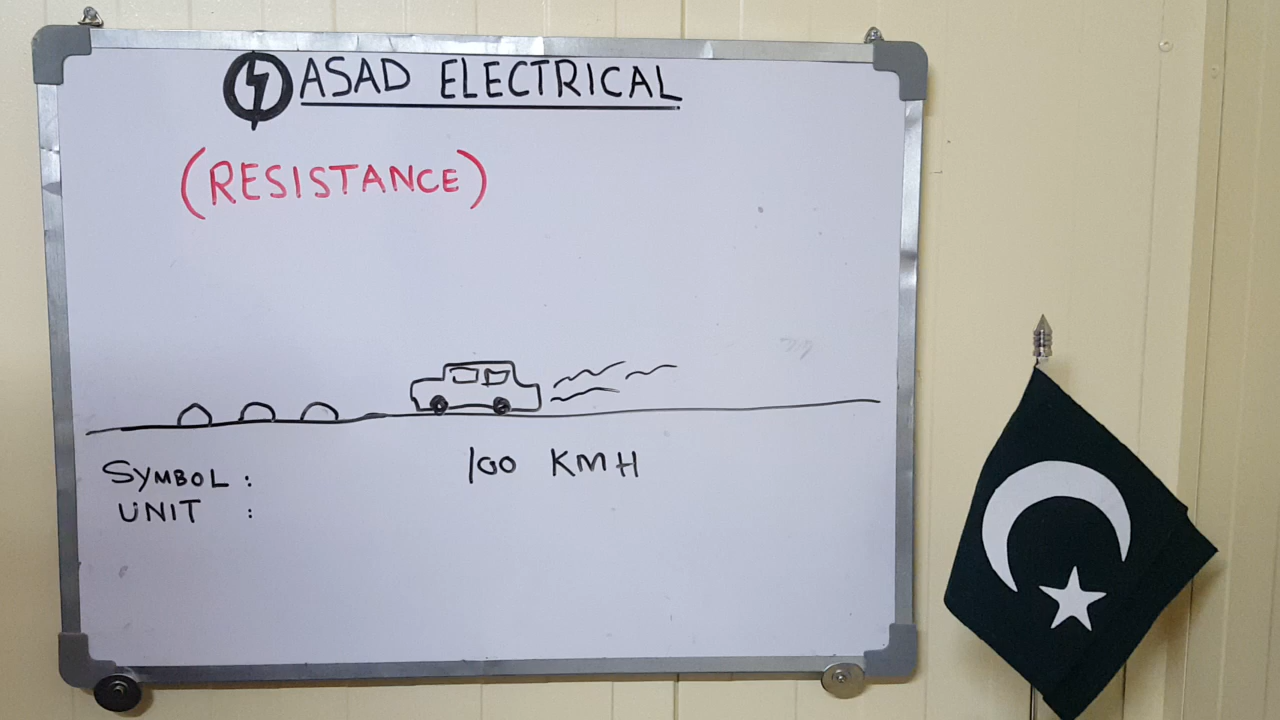 ASAD ELECTRICAL
(RESISTANCE)
100 KMH
SYMBOL :
UNIT :